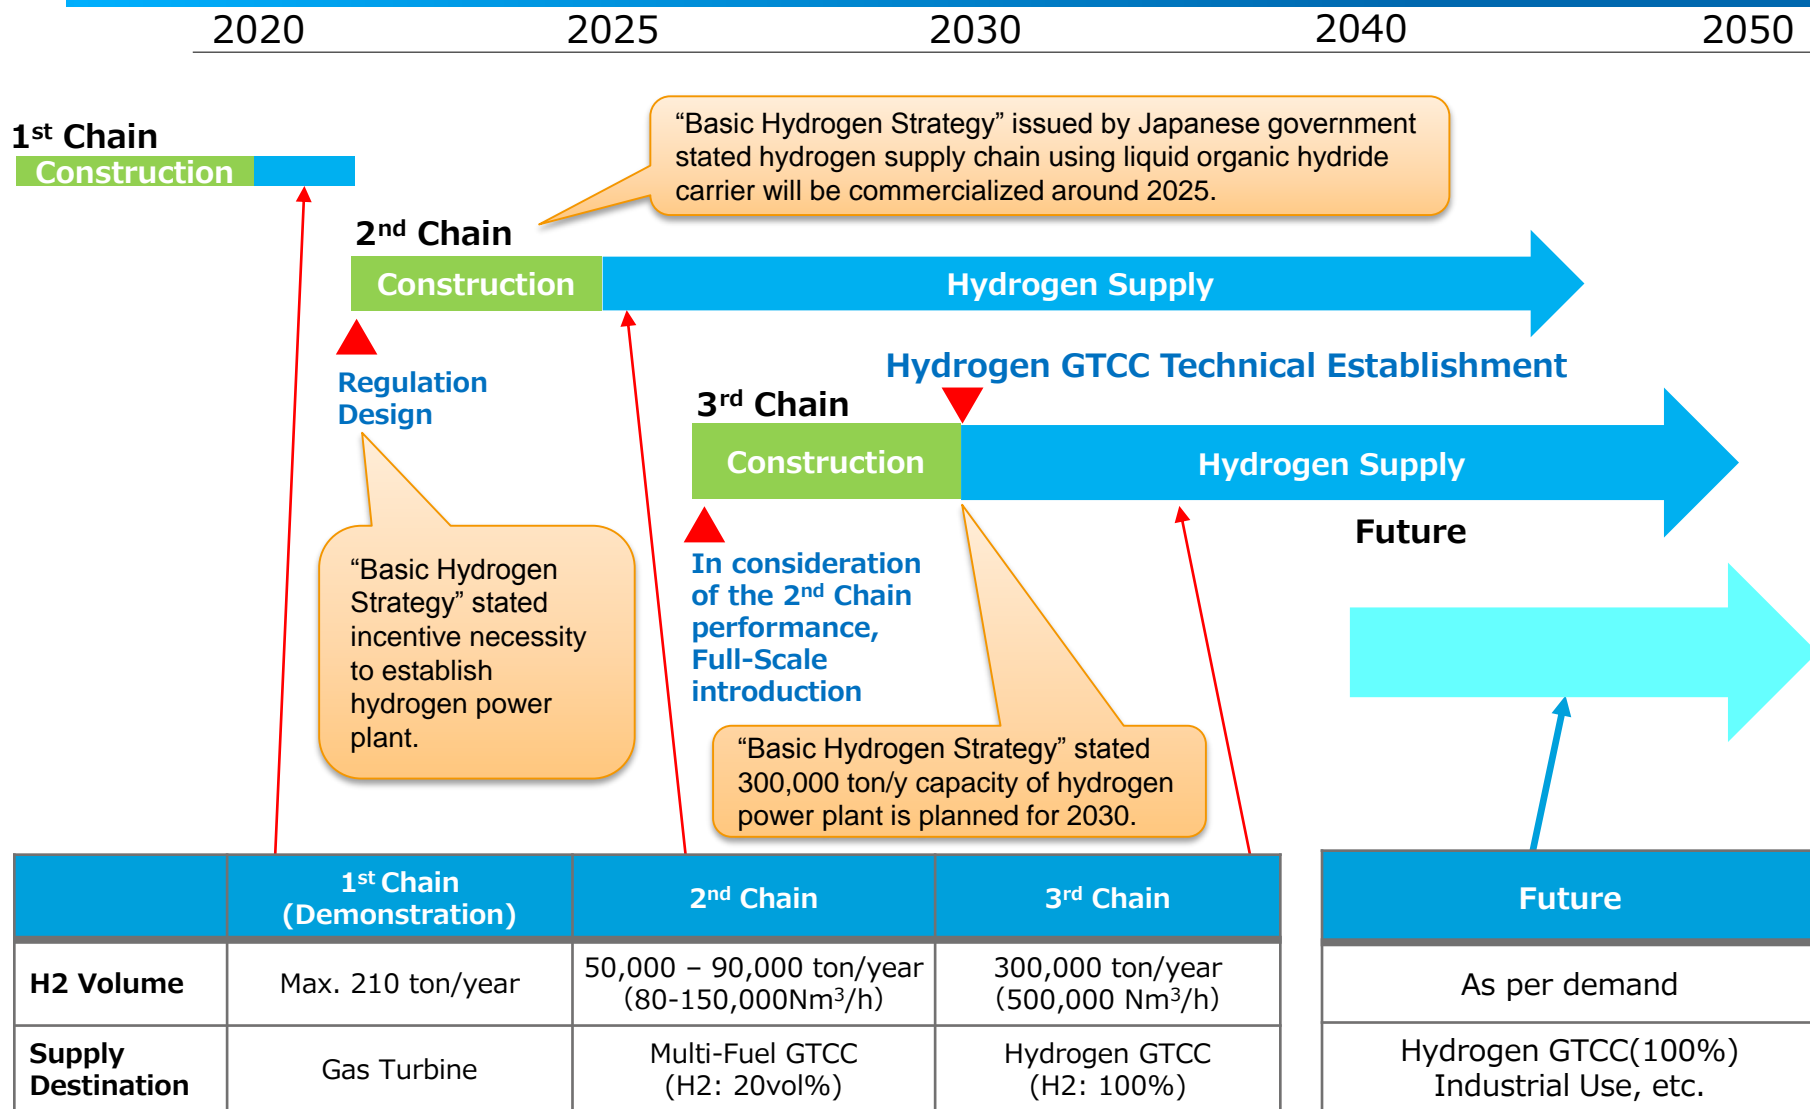 2020 2025 2030 2040 2050
1st Chain
Construction
“Basic Hydrogen Strategy” issued by Japanese government
stated hydrogen supply chain using liquid organic hydride
carrier will be commercialized around 2025.
2nd Chain
Construction
Hydrogen Supply
Regulation
Design
Hydrogen GTCC Technical Establishment
3rd Chain
Construction
Hydrogen Supply
“Basic Hydrogen
Strategy” stated
incentive necessity
to establish
hydrogen power
plant.
In consideration
of the 2nd Chain
performance,
Full-Scale
introduction
Future
“Basic Hydrogen Strategy” stated
300,000 ton/y capacity of hydrogen
power plant is planned for 2030.
1st Chain
(Demonstration)
2nd Chain
3rd Chain
Future
H2 Volume
Max. 210 ton/year
50,000 – 90,000 ton/year
(80-150,000Nm³/h)
300,000 ton/year
(500,000 Nm³/h)
As per demand
Supply
Destination
Gas Turbine
Multi-Fuel GTCC
(H2: 20vol%)
Hydrogen GTCC
(H2: 100%)
Hydrogen GTCC(100%)
Industrial Use, etc.